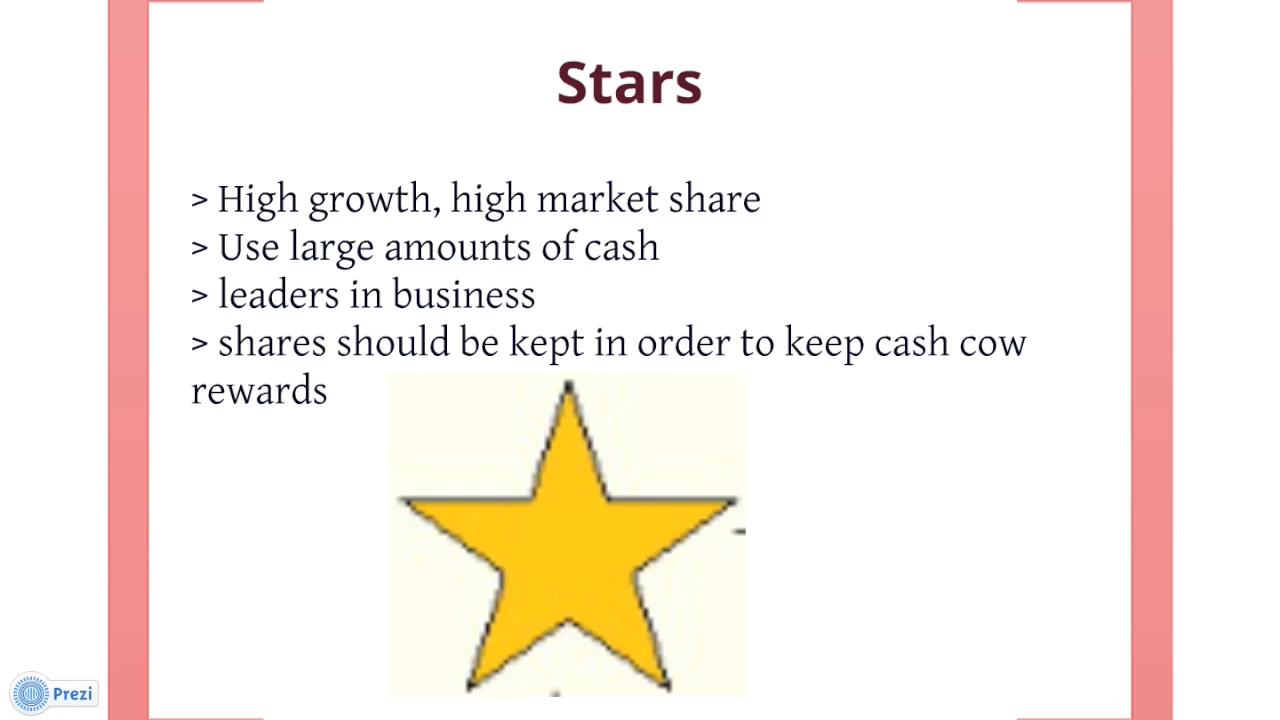 Stars
> High growth, high market share
> Use large amounts of cash
> leaders in business
> shares should be kept in order to keep cash cow
rewards
Prezi